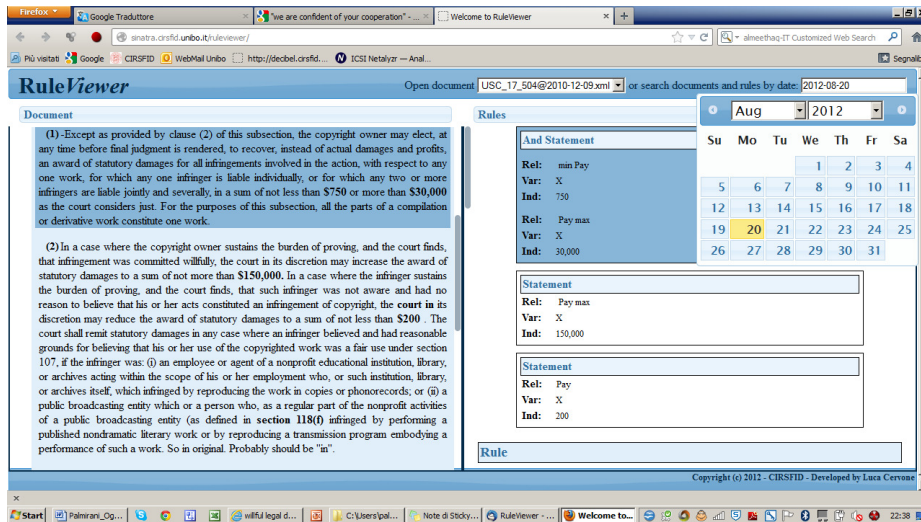 Firefox
Google Traduttore
"we are confident of your cooperation" - ...
Welcome to RuleViewer
sinatra.cirsfid.unibo.it/ruleviewer/
almeethaq-IT Customized Web Search
Più visitati
Google
CIRSFID
WebMail Unibo
http://decibel.cirsfid....
ICSI Netalyzr — Anal...
Segnalib
RuleViewer
Open document
USC_17_504@2010-12-09.xml
or search documents and rules by date:
2012-08-20
Document
(1) -Except as provided by clause (2) of this subsection, the copyright owner may elect, at
any time before final judgment is rendered, to recover, instead of actual damages and profits,
an award of statutory damages for all infringements involved in the action, with respect to any
one work, for which any one infringer is liable individually, or for which any two or more
infringers are liable jointly and severally, in a sum of not less than $750 or more than $30,000
as the court considers just. For the purposes of this subsection, all the parts of a compilation
or derivative work constitute one work.
(2) In a case where the copyright owner sustains the burden of proving, and the court finds,
that infringement was committed willfully, the court in its discretion may increase the award of
statutory damages to a sum of not more than $150,000. In a case where the infringer sustains
the burden of proving, and the court finds, that such infringer was not aware and had no
reason to believe that his or her acts constituted an infringement of copyright, the court in its
discretion may reduce the award of statutory damages to a sum of not less than $200 . The
court shall remit statutory damages in any case where an infringer believed and had reasonable
grounds for believing that his or her use of the copyrighted work was a fair use under section
107, if the infringer was: (i) an employee or agent of a nonprofit educational institution, library,
or archives acting within the scope of his or her employment who, or such institution, library,
or archives itself, which infringed by reproducing the work in copies or phonorecords; or (ii) a
public broadcasting entity which or a person who, as a regular part of the nonprofit activities
of a public broadcasting entity (as defined in section 118(f) infringed by performing a
published nondramatic literary work or by reproducing a transmission program embodying a
performance of such a work. So in original. Probably should be "in".
Rules
And Statement
Rel: min Pay
Var: X
Ind: 750
Rel: Pay max
Var: X
Ind: 30,000
Statement
Rel: Pay max
Var: X
Ind: 150,000
Statement
Rel: Pay
Var: X
Ind: 200
Rule
Aug 2012
Su Mo Tu We Th Fr Sa
1 2 3 4
5 6 7 8 9 10 11
12 13 14 15 16 17 18
19 20 21 22 23 24 25
26 27 28 29 30 31
Copyright (c) 2012 - CIRSFID - Developed by Luca Cervone
Start
Palmirani_Og...
willful legal d...
C:\Users\pal...
Note di Sticky...
RuleViewer - ...
Welcome to...
22:38